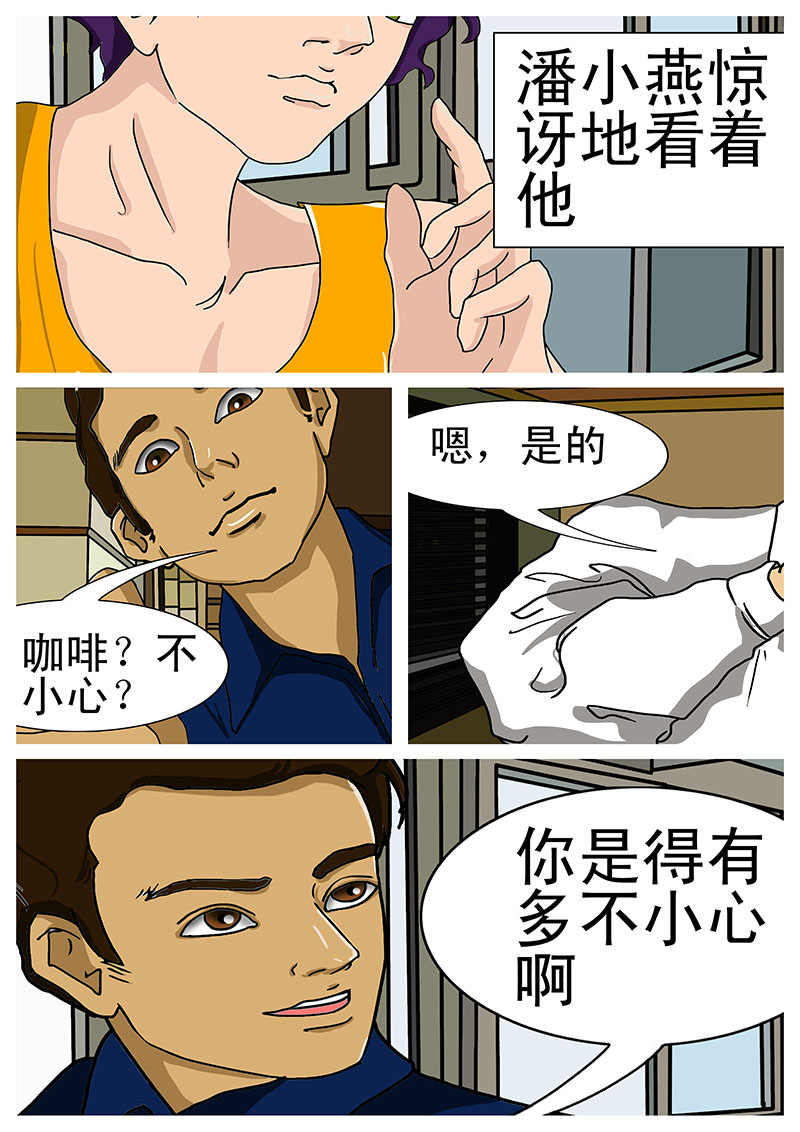 潘小燕惊
讶地看着
他
咖啡？不
小心？
嗯，是的
你是得有
多不小心
啊